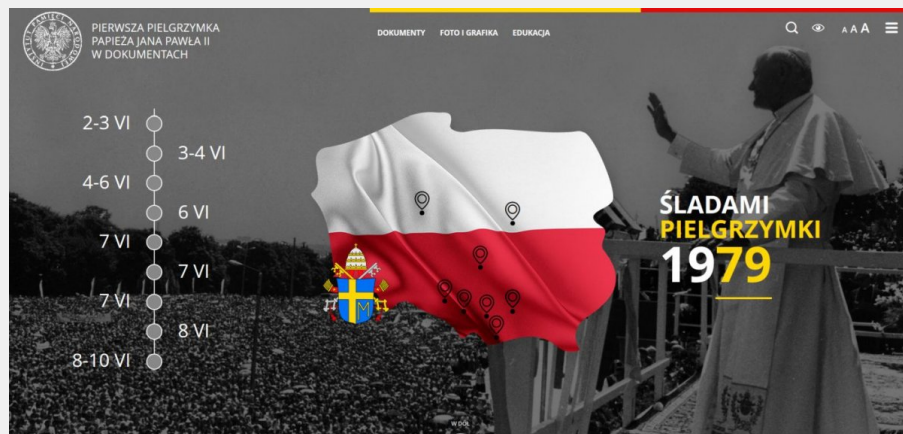 PIERWSZA PIELGRZYMKA
PAPIEŻA JANA PAWŁA II
W DOKUMENTACH
DOKUMENTY FOTO I GRAFIKA EDUKACJA
A A A
2-3 VI
3-4 VI
4-6 VI
6 VI
7 VI
7 VI
7 VI
8 VI
8-10 VI
ŚLADAMI
PIELGRZYMKI
1979
M
W DÓŁ